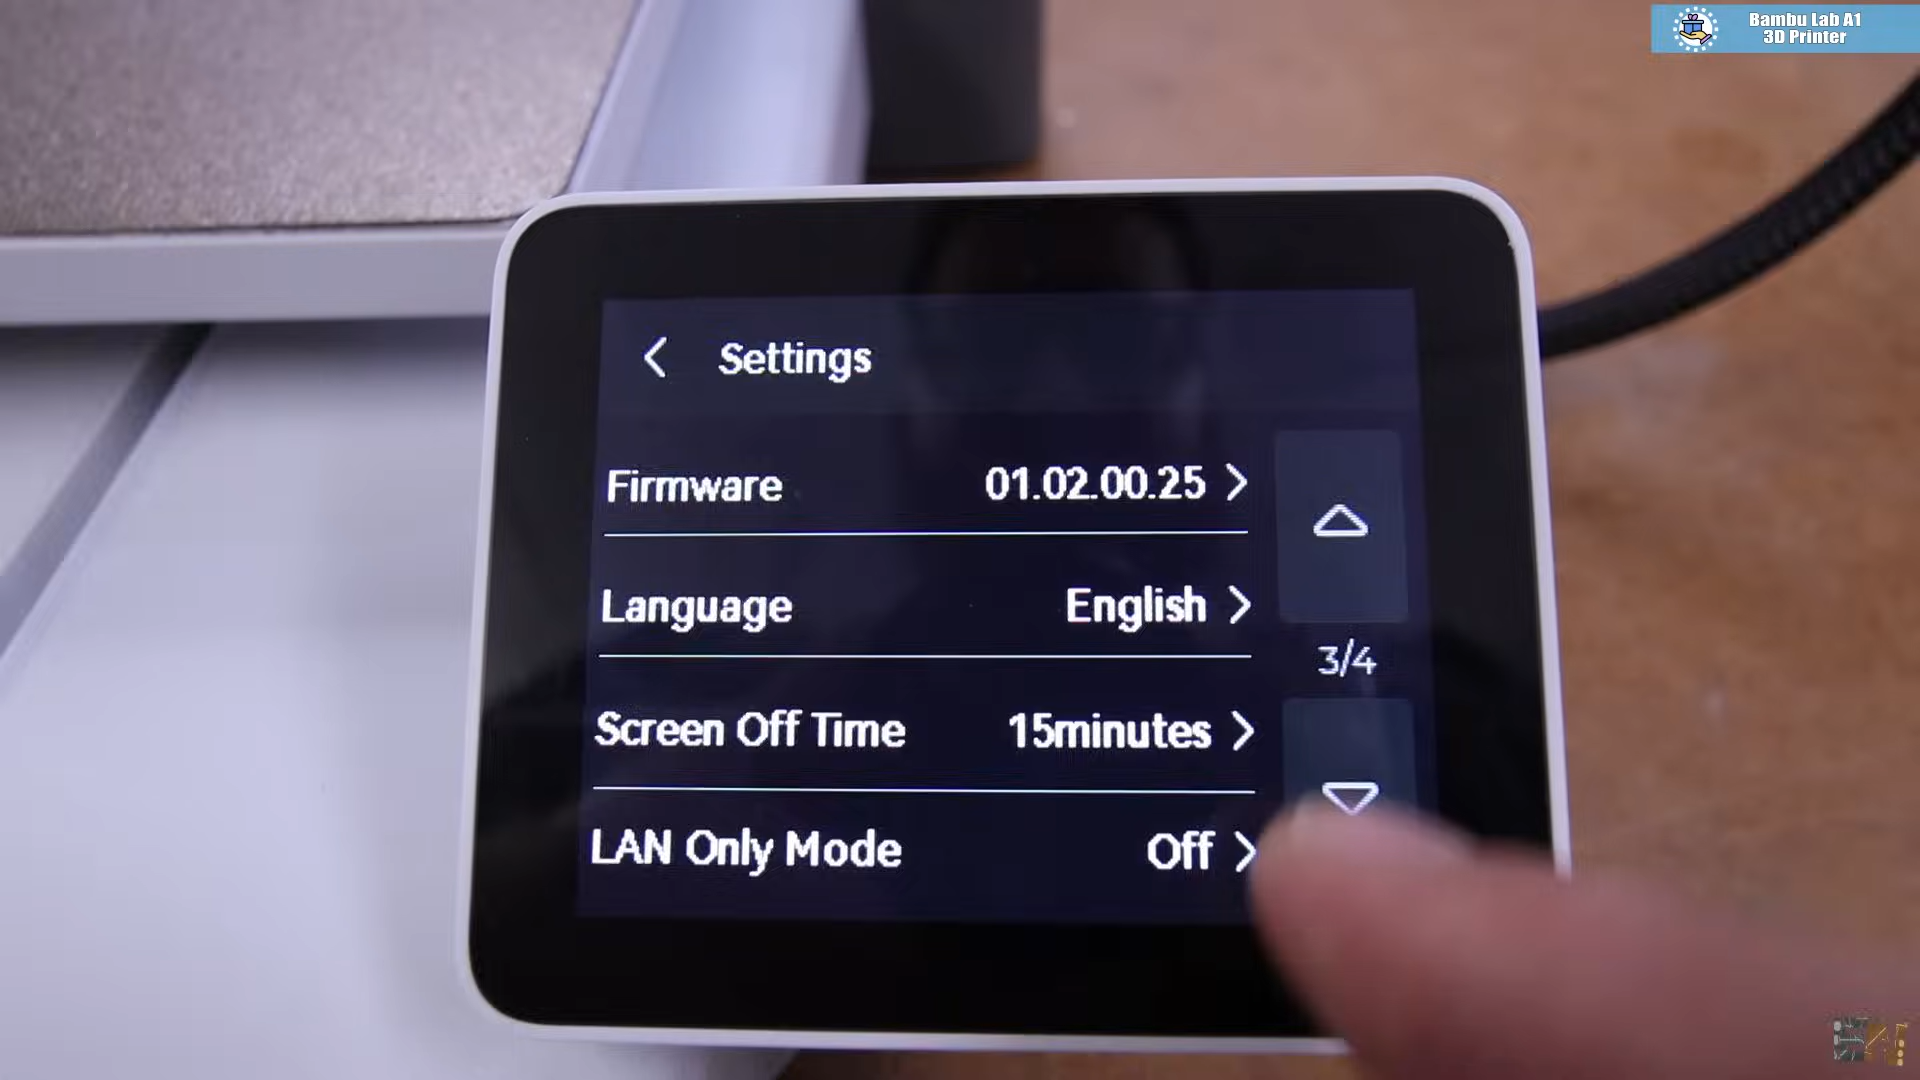 Bambu Lab A1
3D Printer
Settings
Firmware 01.02.00.25
Language English
3/4
Screen Off Time 15minutes
LAN Only Mode Off